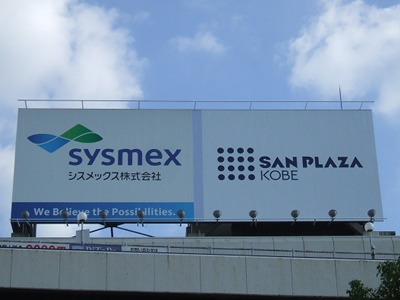 sysmex
シスメックス株式会社
We Believe the Possibilities.
SAN PLAZA
KOBE